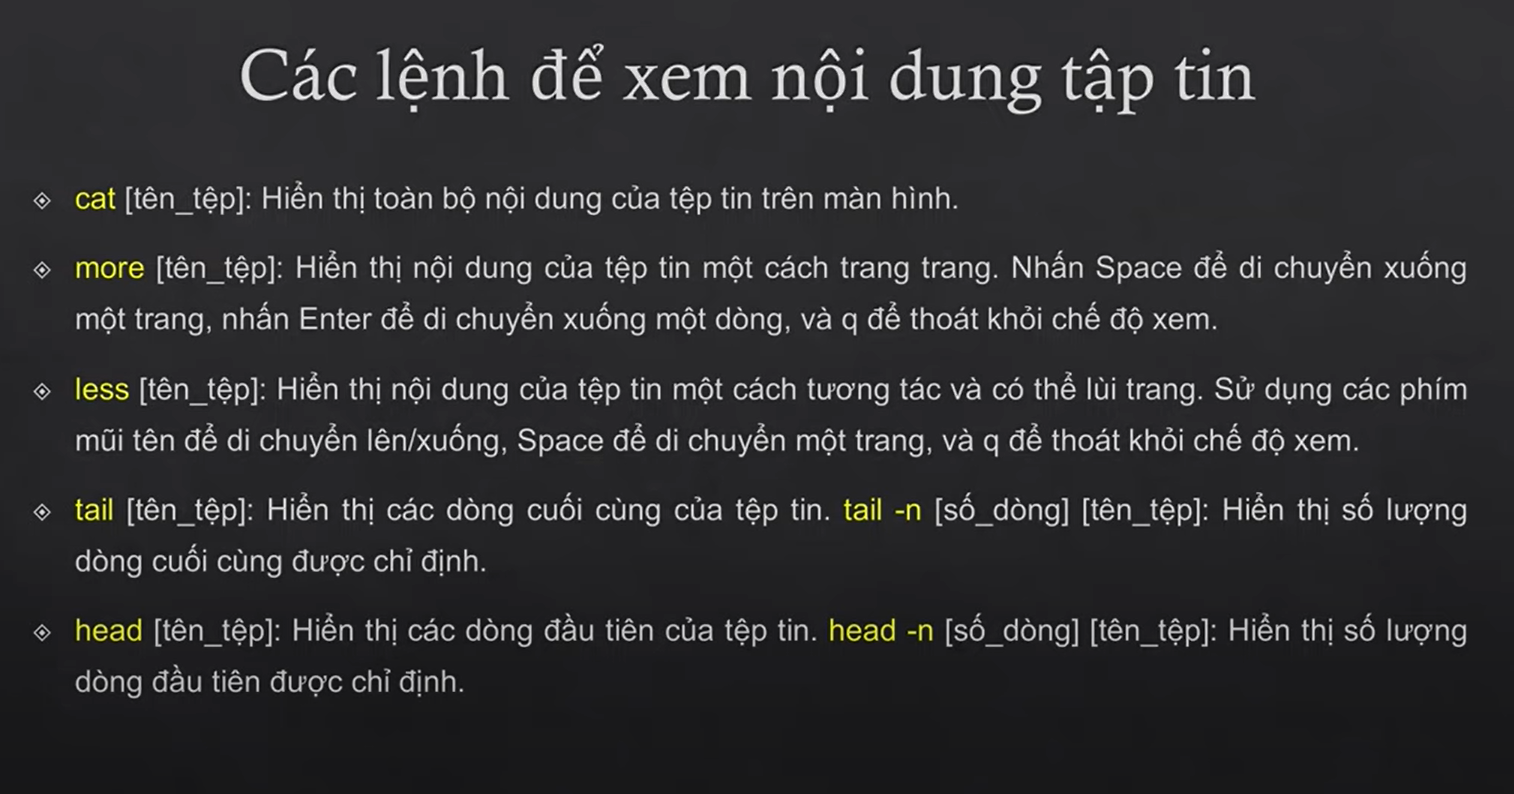 Các lệnh để xem nội dung tập tin
cat [tên_tệp]: Hiển thị toàn bộ nội dung của tệp tin trên màn hình.
more [tên_tệp]: Hiển thị nội dung của tệp tin một cách trang trang. Nhấn Space để di chuyển xuống
một trang, nhấn Enter để di chuyển xuống một dòng, và q để thoát khỏi chế độ xem.
less [tên_tệp]: Hiển thị nội dung của tệp tin một cách tương tác và có thể lùi trang. Sử dụng các phím
mũi tên để di chuyển lên/xuống, Space để di chuyển một trang, và q để thoát khỏi chế độ xem.
tail [tên_tệp]: Hiển thị các dòng cuối cùng của tệp tin. tail -n [số_dòng] [tên_tệp]: Hiển thị số lượng
dòng cuối cùng được chỉ định.
head [tên_tệp]: Hiển thị các dòng đầu tiên của tệp tin. head -n [số_dòng] [tên_tệp]: Hiển thị số lượng
dòng đầu tiên được chỉ định.